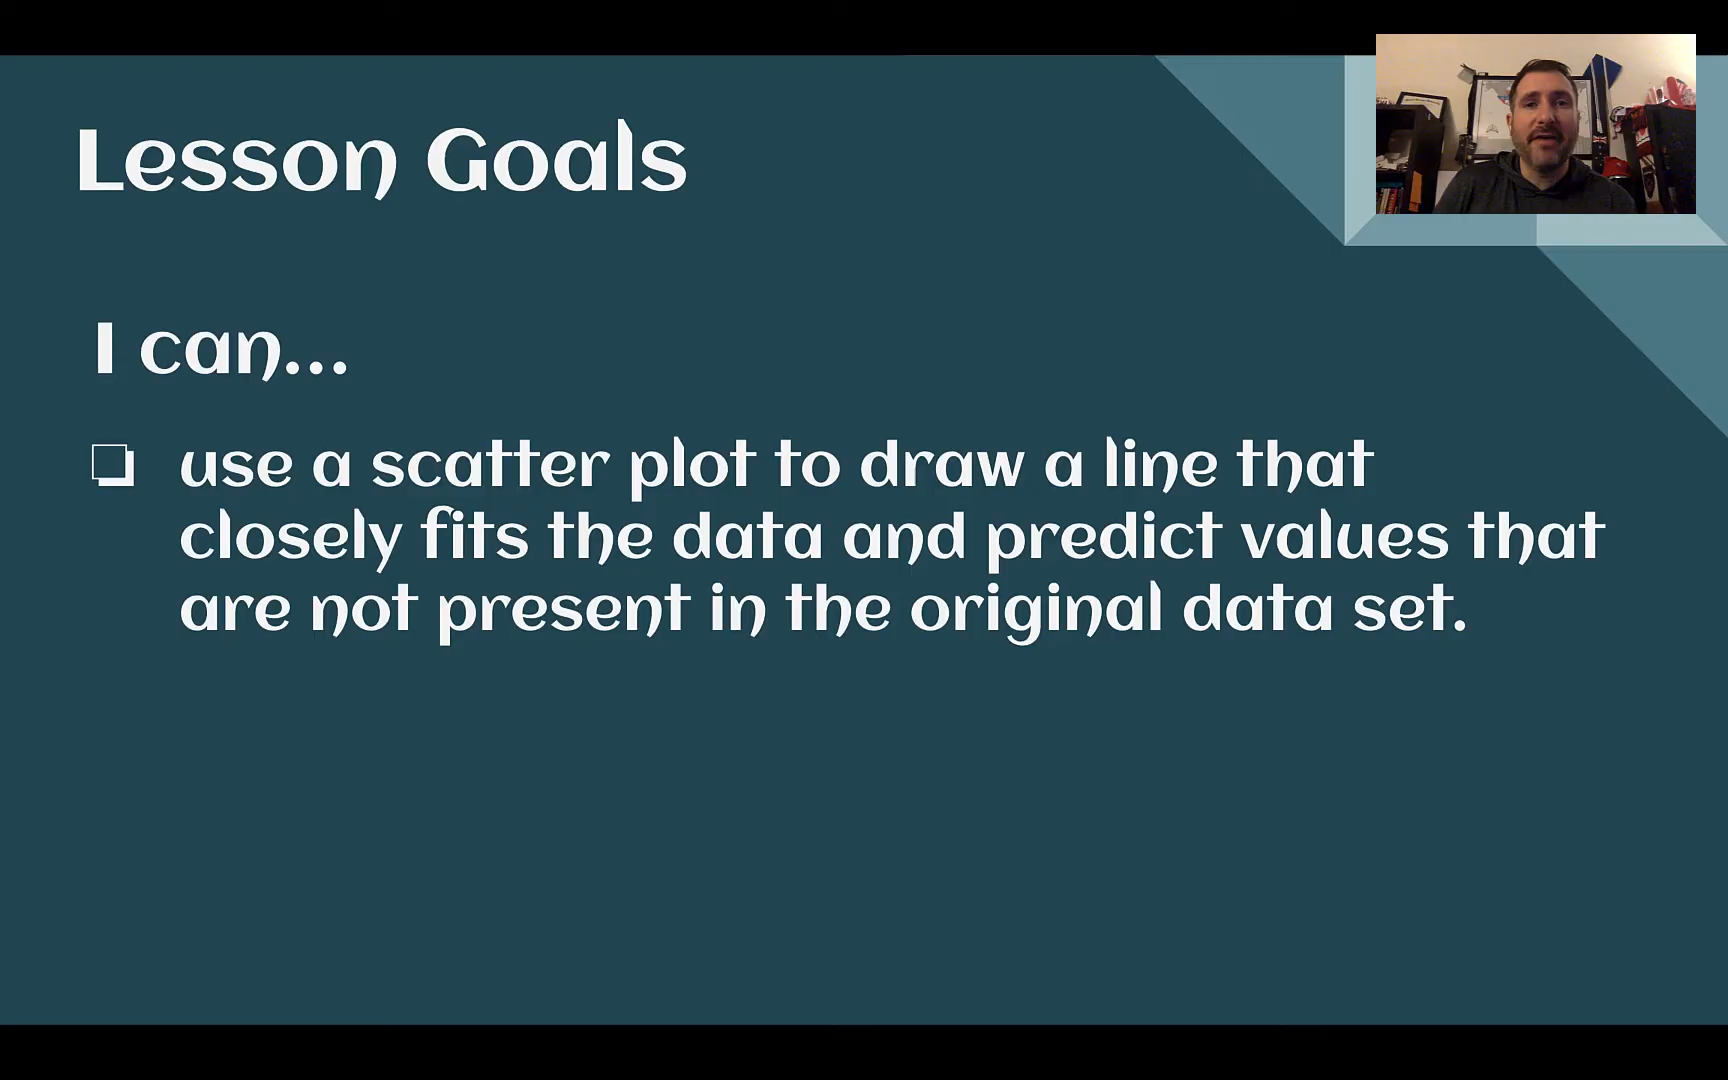 Lesson Goals
I can...
use a scatter plot to draw a line that
closely fits the data and predict values that
are not present in the original data set.